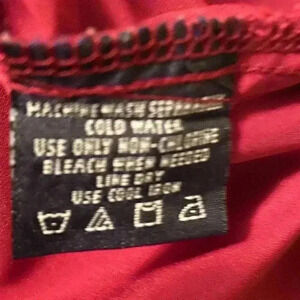 MACHINE WASH SEPARATELY
COLD WATER
USE ONLY NON-CHLORINE
BLEACH WHEN NEEDED
LINE DRY
USE COOL IRON